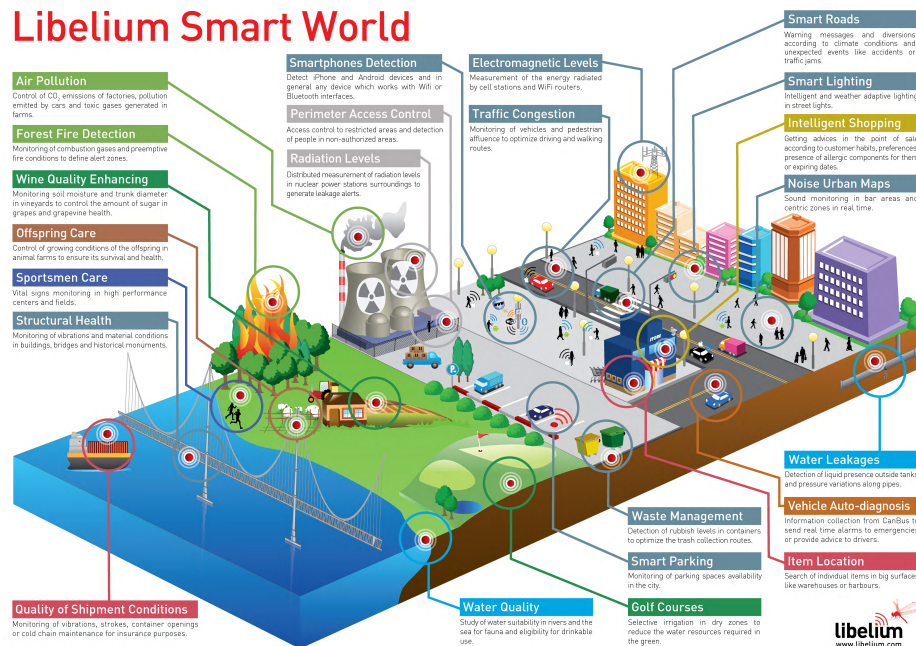 Libelium Smart World
Air Pollution
Control of CO₂ emissions of factories, pollution
emitted by cars and toxic gases generated in
farms.
Forest Fire Detection
Monitoring of combustion gases and preemptive
fire conditions to define alert zones.
Wine Quality Enhancing
Monitoring soil moisture and trunk diameter
in vineyards to control the amount of sugar in
grapes and grapevine health.
Offspring Care
Control of growing conditions of the offspring in
animal farms to ensure its survival and health.
Sportsmen Care
Vital signs monitoring in high performance
centers and fields.
Structural Health
Monitoring of vibrations and material conditions
in buildings, bridges and historical monuments.
Quality of Shipment Conditions
Monitoring of vibrations, strokes, container openings
or cold chain maintenance for insurance purposes.
Smartphones Detection
Detect iPhone and Android devices and in
general any device which works with Wifi or
Bluetooth interfaces.
Perimeter Access Control
Access control to restricted areas and detection
of people in non-authorized areas.
Radiation Levels
Distributed measurement of radiation levels
in nuclear power stations surroundings to
generate leakage alerts.
Electromagnetic Levels
Measurement of the energy radiated
by cell stations and WiFi routers.
Traffic Congestion
Monitoring of vehicles and pedestrian
affluence to optimize driving and walking
routes.
Smart Roads
Warning messages and diversions
according to climate conditions and
unexpected events like accidents or
traffic jams.
Smart Lighting
Intelligent and weather adaptive lighting
in street lights.
Intelligent Shopping
Getting advices in the point of sale
according to customer habits, preferences,
presence of allergic components for them
or expiring dates.
Noise Urban Maps
Sound monitoring in bar areas and
centric zones in real time.
P
Water Leakages
Detection of liquid presence outside tanks
and pressure variations along pipes.
Vehicle Auto-diagnosis
Information collection from CanBus to
send real time alarms to emergencies
or provide advice to drivers.
Item Location
Search of individual items in big surfaces
like warehouses or harbours.
Waste Management
Detection of rubbish levels in containers
to optimize the trash collection routes.
Smart Parking
Monitoring of parking spaces availability
in the city.
Golf Courses
Selective irrigation in dry zones to
reduce the water resources required in
the green.
Water Quality
Study of water suitability in rivers and the
sea for fauna and eligibility for drinkable
use.
libelium
www.libelium.com